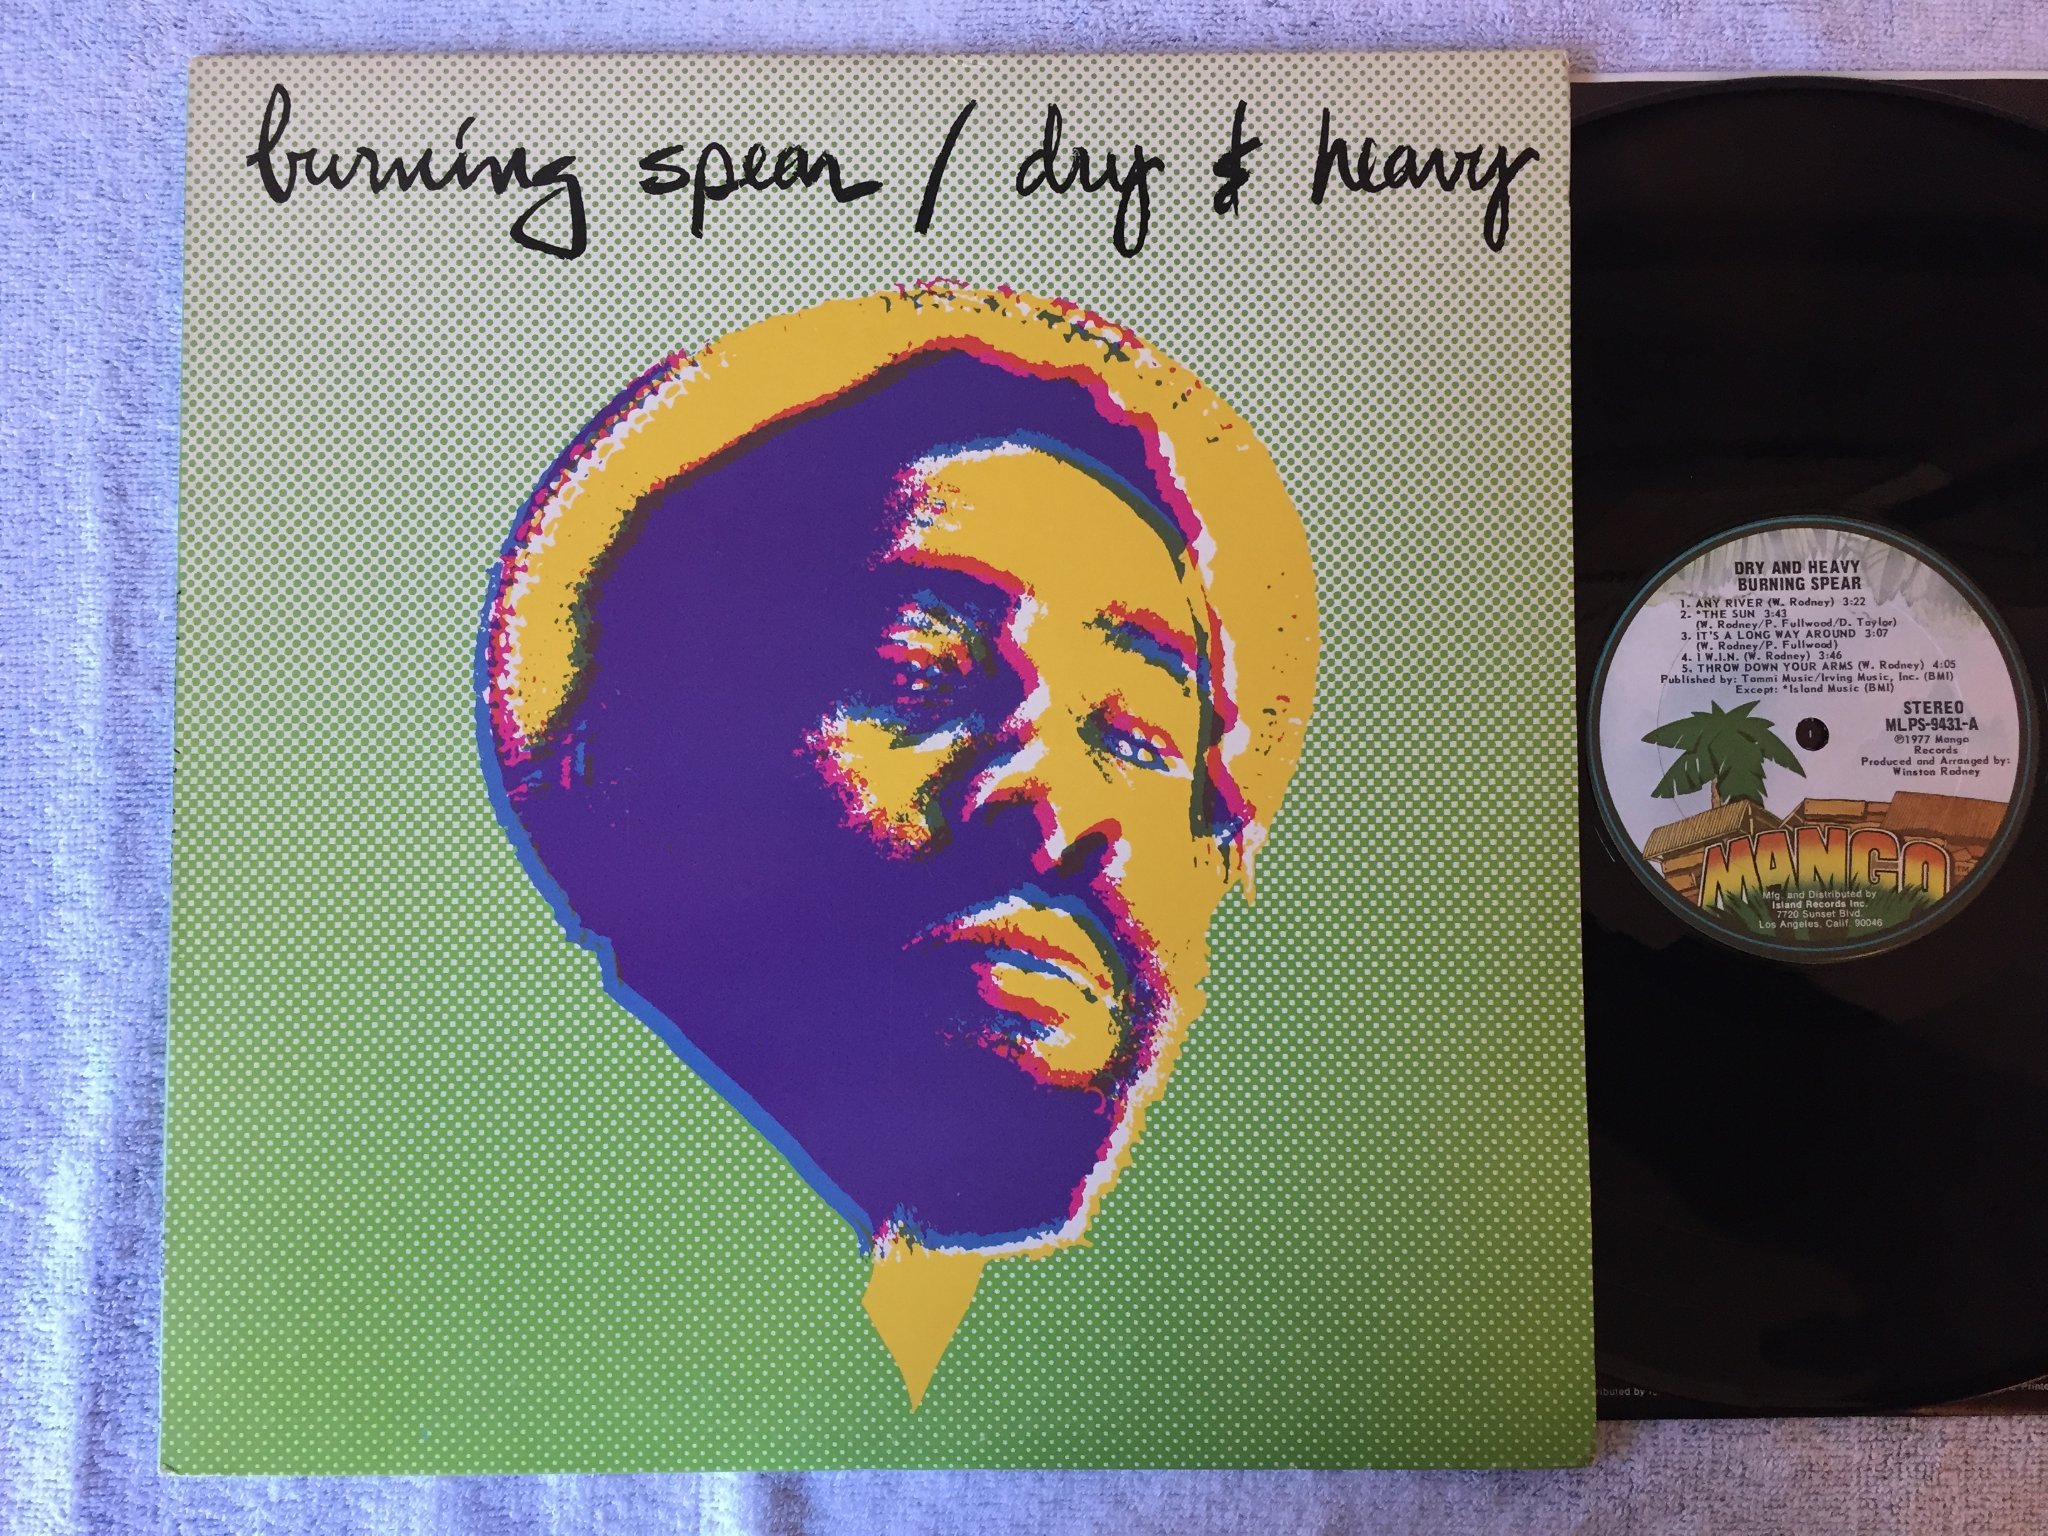 burning spear / dry & heavy
DRY AND HEAVY
BURNING SPEAR
1. ANY RIVER (W. Rodney) 3:22
2. *THE SUN 3:43
(W. Rodney/P. Fullwood/D. Taylor)
3. IT'S A LONG WAY AROUND 3:07
(W. Rodney/P. Fullwood)
4. I W.I.N. (W. Rodney) 3:46
5. THROW DOWN YOUR ARMS (W. Rodney) 4:05
Published by: Tammi Music/Irving Music, Inc. (BMI)
Except: *Island Music (BMI)
STEREO
MLPS-9431-A
℗1977 Mango
Records
Produced and Arranged by:
Winston Rodney
MANGO TM
Mfg. and Distributed by
Island Records Inc.
7720 Sunset Blvd.
Los Angeles, Calif. 90046